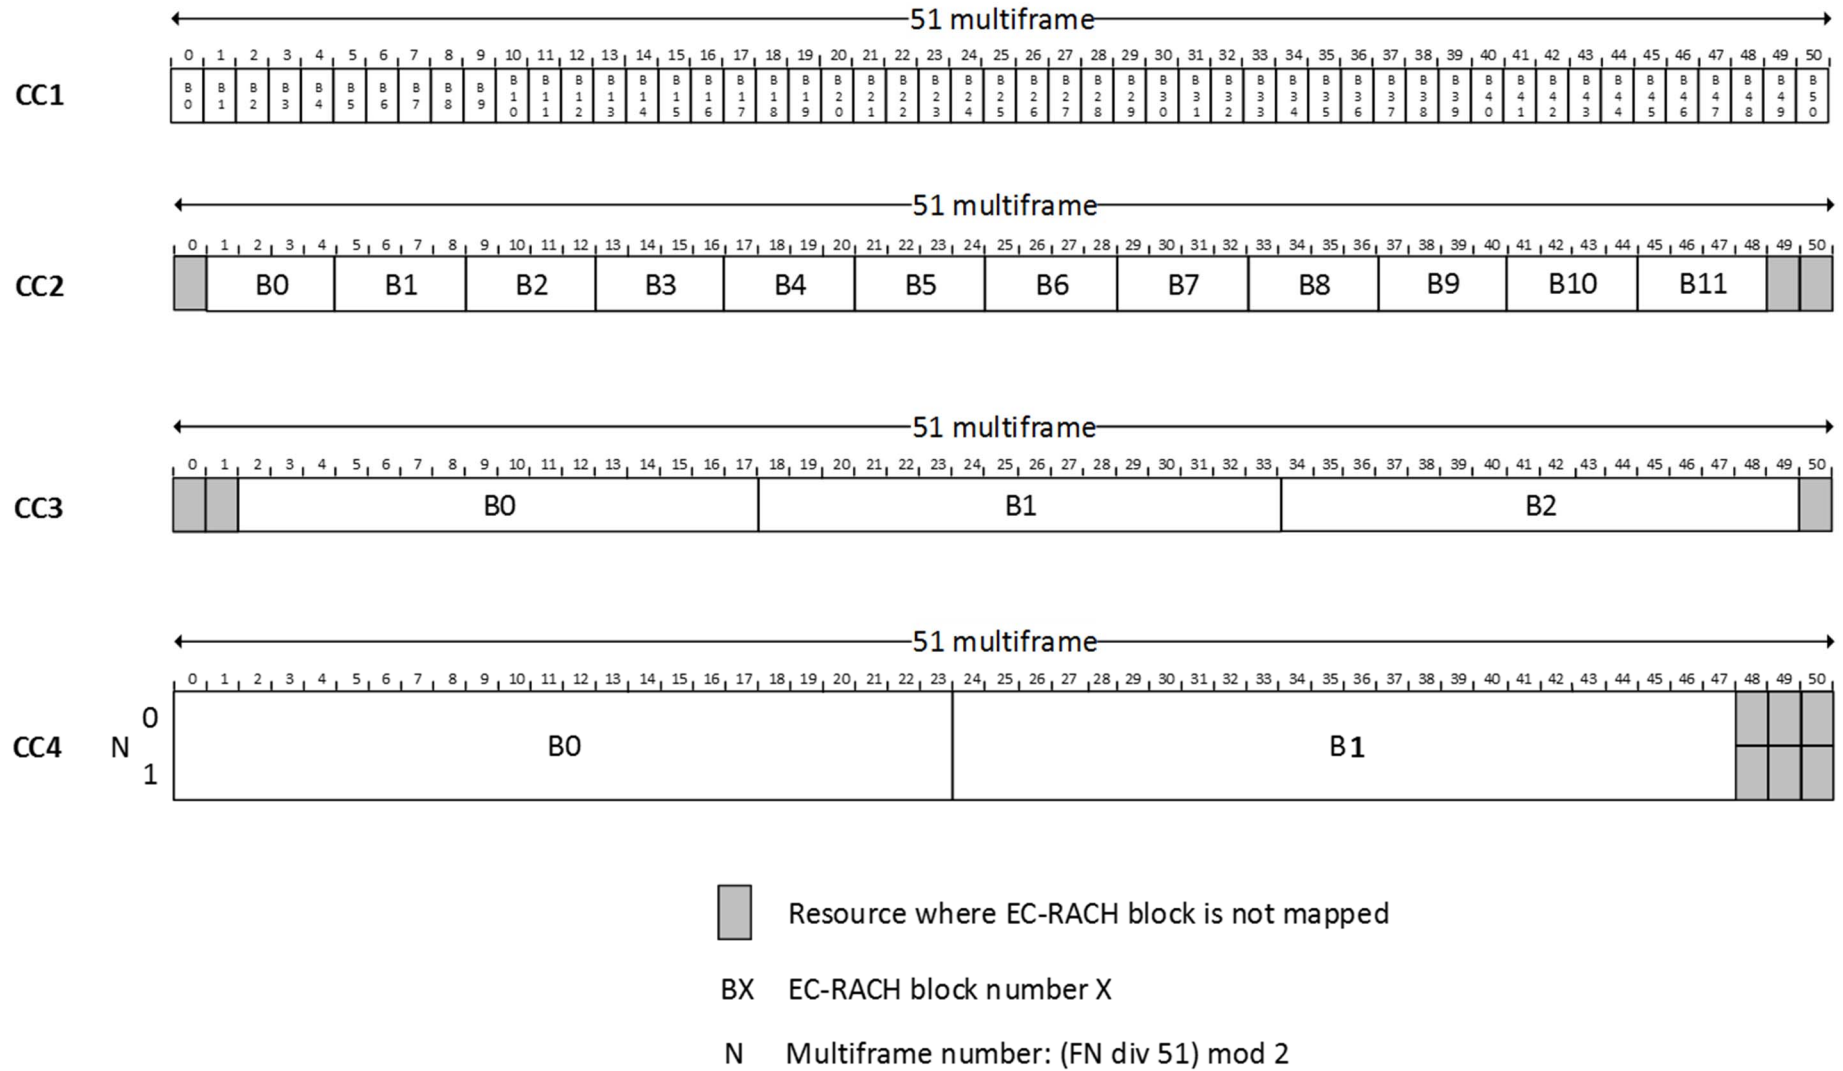 51 multiframe
0 1 2 3 4 5 6 7 8 9 10 11 12 13 14 15 16 17 18 19 20 21 22 23 24 25 26 27 28 29 30 31 32 33 34 35 36 37 38 39 40 41 42 43 44 45 46 47 48 49 50
CC1 B0 B1 B2 B3 B4 B5 B6 B7 B8 B9 B10 B11 B12 B13 B14 B15 B16 B17 B18 B19 B20 B21 B22 B23 B24 B25 B26 B27 B28 B29 B30 B31 B32 B33 B34 B35 B36 B37 B38 B39 B40 B41 B42 B43 B44 B45 B46 B47 B48 B49 B50
51 multiframe
0 1 2 3 4 5 6 7 8 9 10 11 12 13 14 15 16 17 18 19 20 21 22 23 24 25 26 27 28 29 30 31 32 33 34 35 36 37 38 39 40 41 42 43 44 45 46 47 48 49 50
CC2 B0 B1 B2 B3 B4 B5 B6 B7 B8 B9 B10 B11
51 multiframe
0 1 2 3 4 5 6 7 8 9 10 11 12 13 14 15 16 17 18 19 20 21 22 23 24 25 26 27 28 29 30 31 32 33 34 35 36 37 38 39 40 41 42 43 44 45 46 47 48 49 50
CC3 B0 B1 B2
51 multiframe
0 1 2 3 4 5 6 7 8 9 10 11 12 13 14 15 16 17 18 19 20 21 22 23 24 25 26 27 28 29 30 31 32 33 34 35 36 37 38 39 40 41 42 43 44 45 46 47 48 49 50
0
CC4 N B0 B1
1
Resource where EC-RACH block is not mapped
BX EC-RACH block number X
N Multiframe number: (FN div 51) mod 2